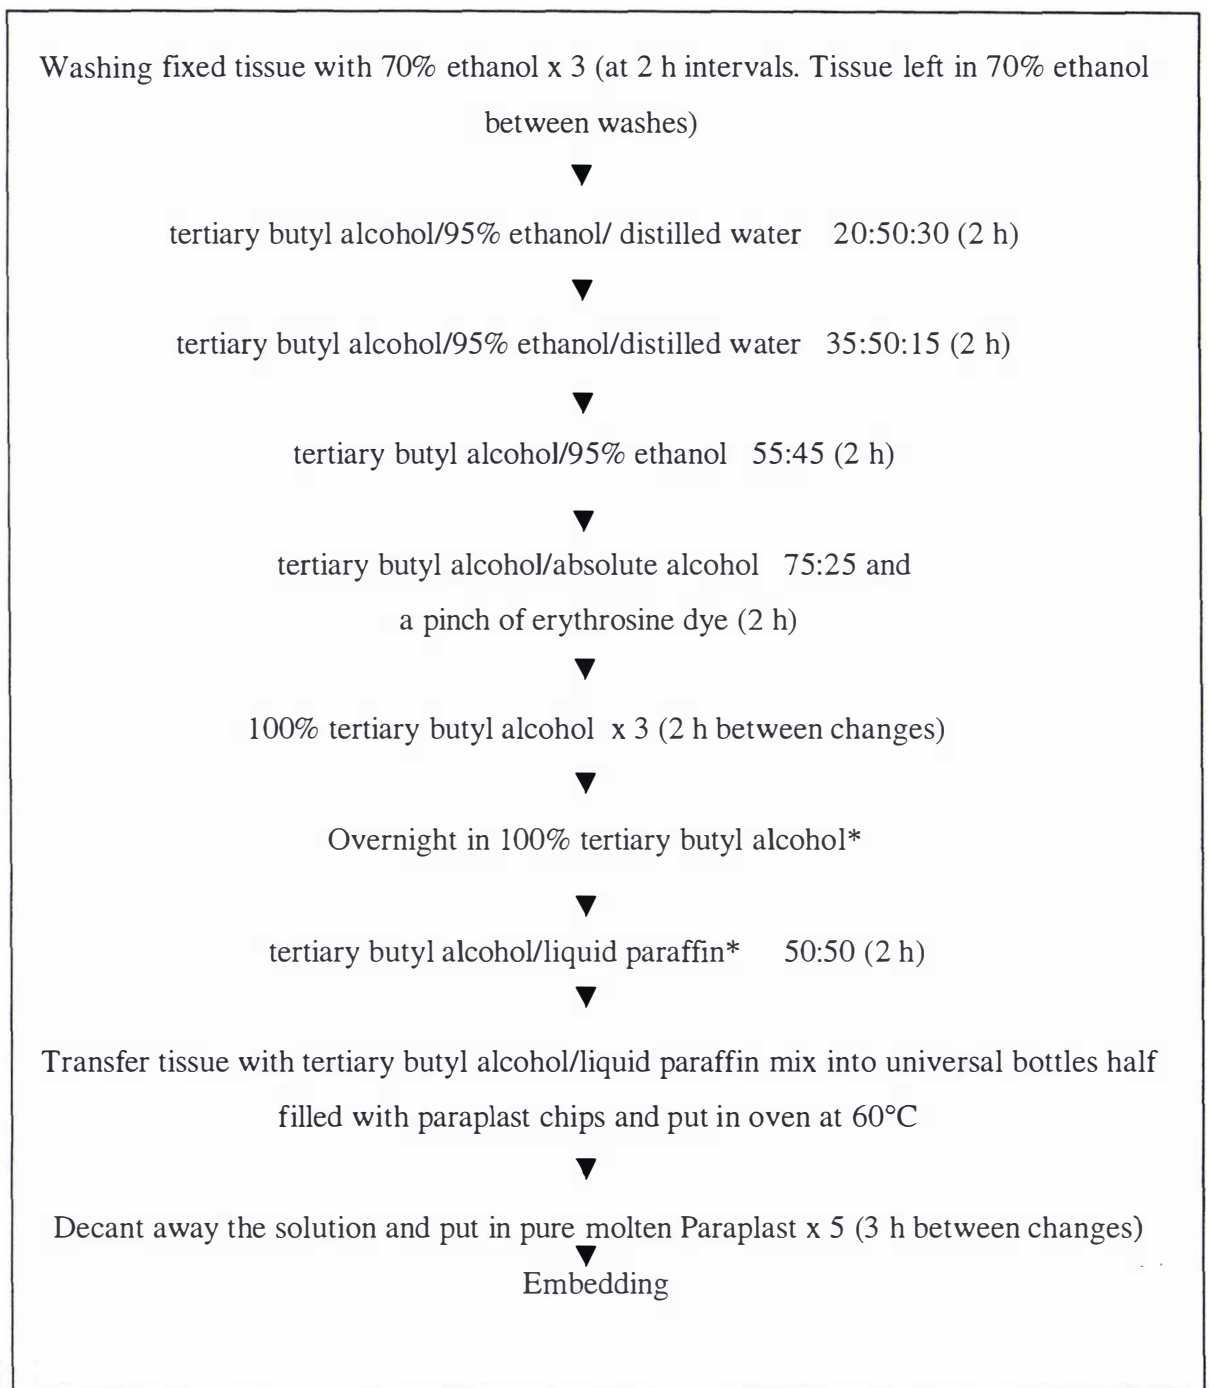 Washing fixed tissue with 70% ethanol x 3 (at 2 h intervals. Tissue left in 70% ethanol
between washes)
tertiary butyl alcohol/95% ethanol/ distilled water 20:50:30 (2 h)
tertiary butyl alcohol/95% ethanol/distilled water 35:50:15 (2 h)
tertiary butyl alcohol/95% ethanol 55:45 (2 h)
tertiary butyl alcohol/absolute alcohol 75:25 and
a pinch of erythrosine dye (2 h)
100% tertiary butyl alcohol x 3 (2 h between changes)
Overnight in 100% tertiary butyl alcohol*
tertiary butyl alcohol/liquid paraffin* 50:50 (2 h)
Transfer tissue with tertiary butyl alcohol/liquid paraffin mix into universal bottles half
filled with paraplast chips and put in oven at 60°C
Decant away the solution and put in pure molten Paraplast x 5 (3 h between changes)
Embedding